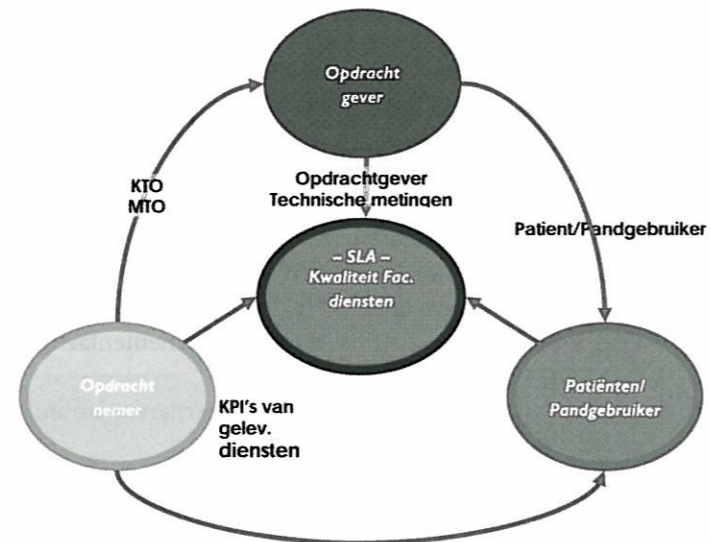 Opdracht
gever
KTO
MTO
Opdrachtgever
Technische metingen
Patient/Pandgebruiker
– SLA –
Kwaliteit Fac.
diensten
Opdracht
nemer
KPI's van
gelev.
diensten
Patiënten/
Pandgebruiker